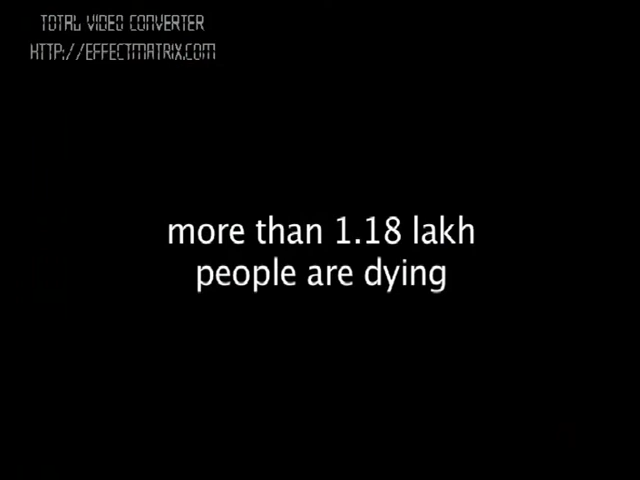 TOTAL VIDEO CONVERTER
HTTP://EFFECTMATRIX.COM
more than 1.18 lakh
people are dying